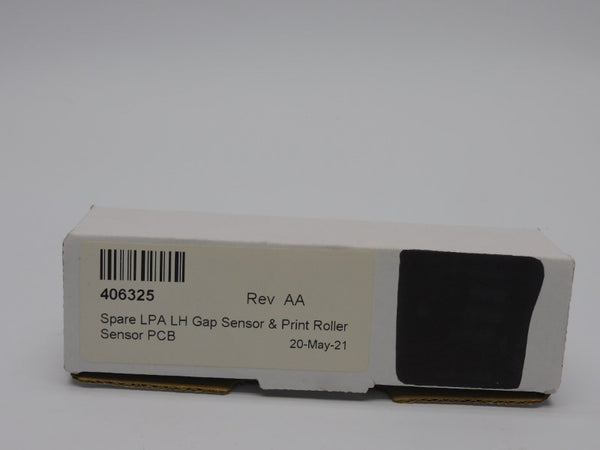 406325 Rev AA
Spare LPA LH Gap Sensor & Print Roller
Sensor PCB 20-May-21